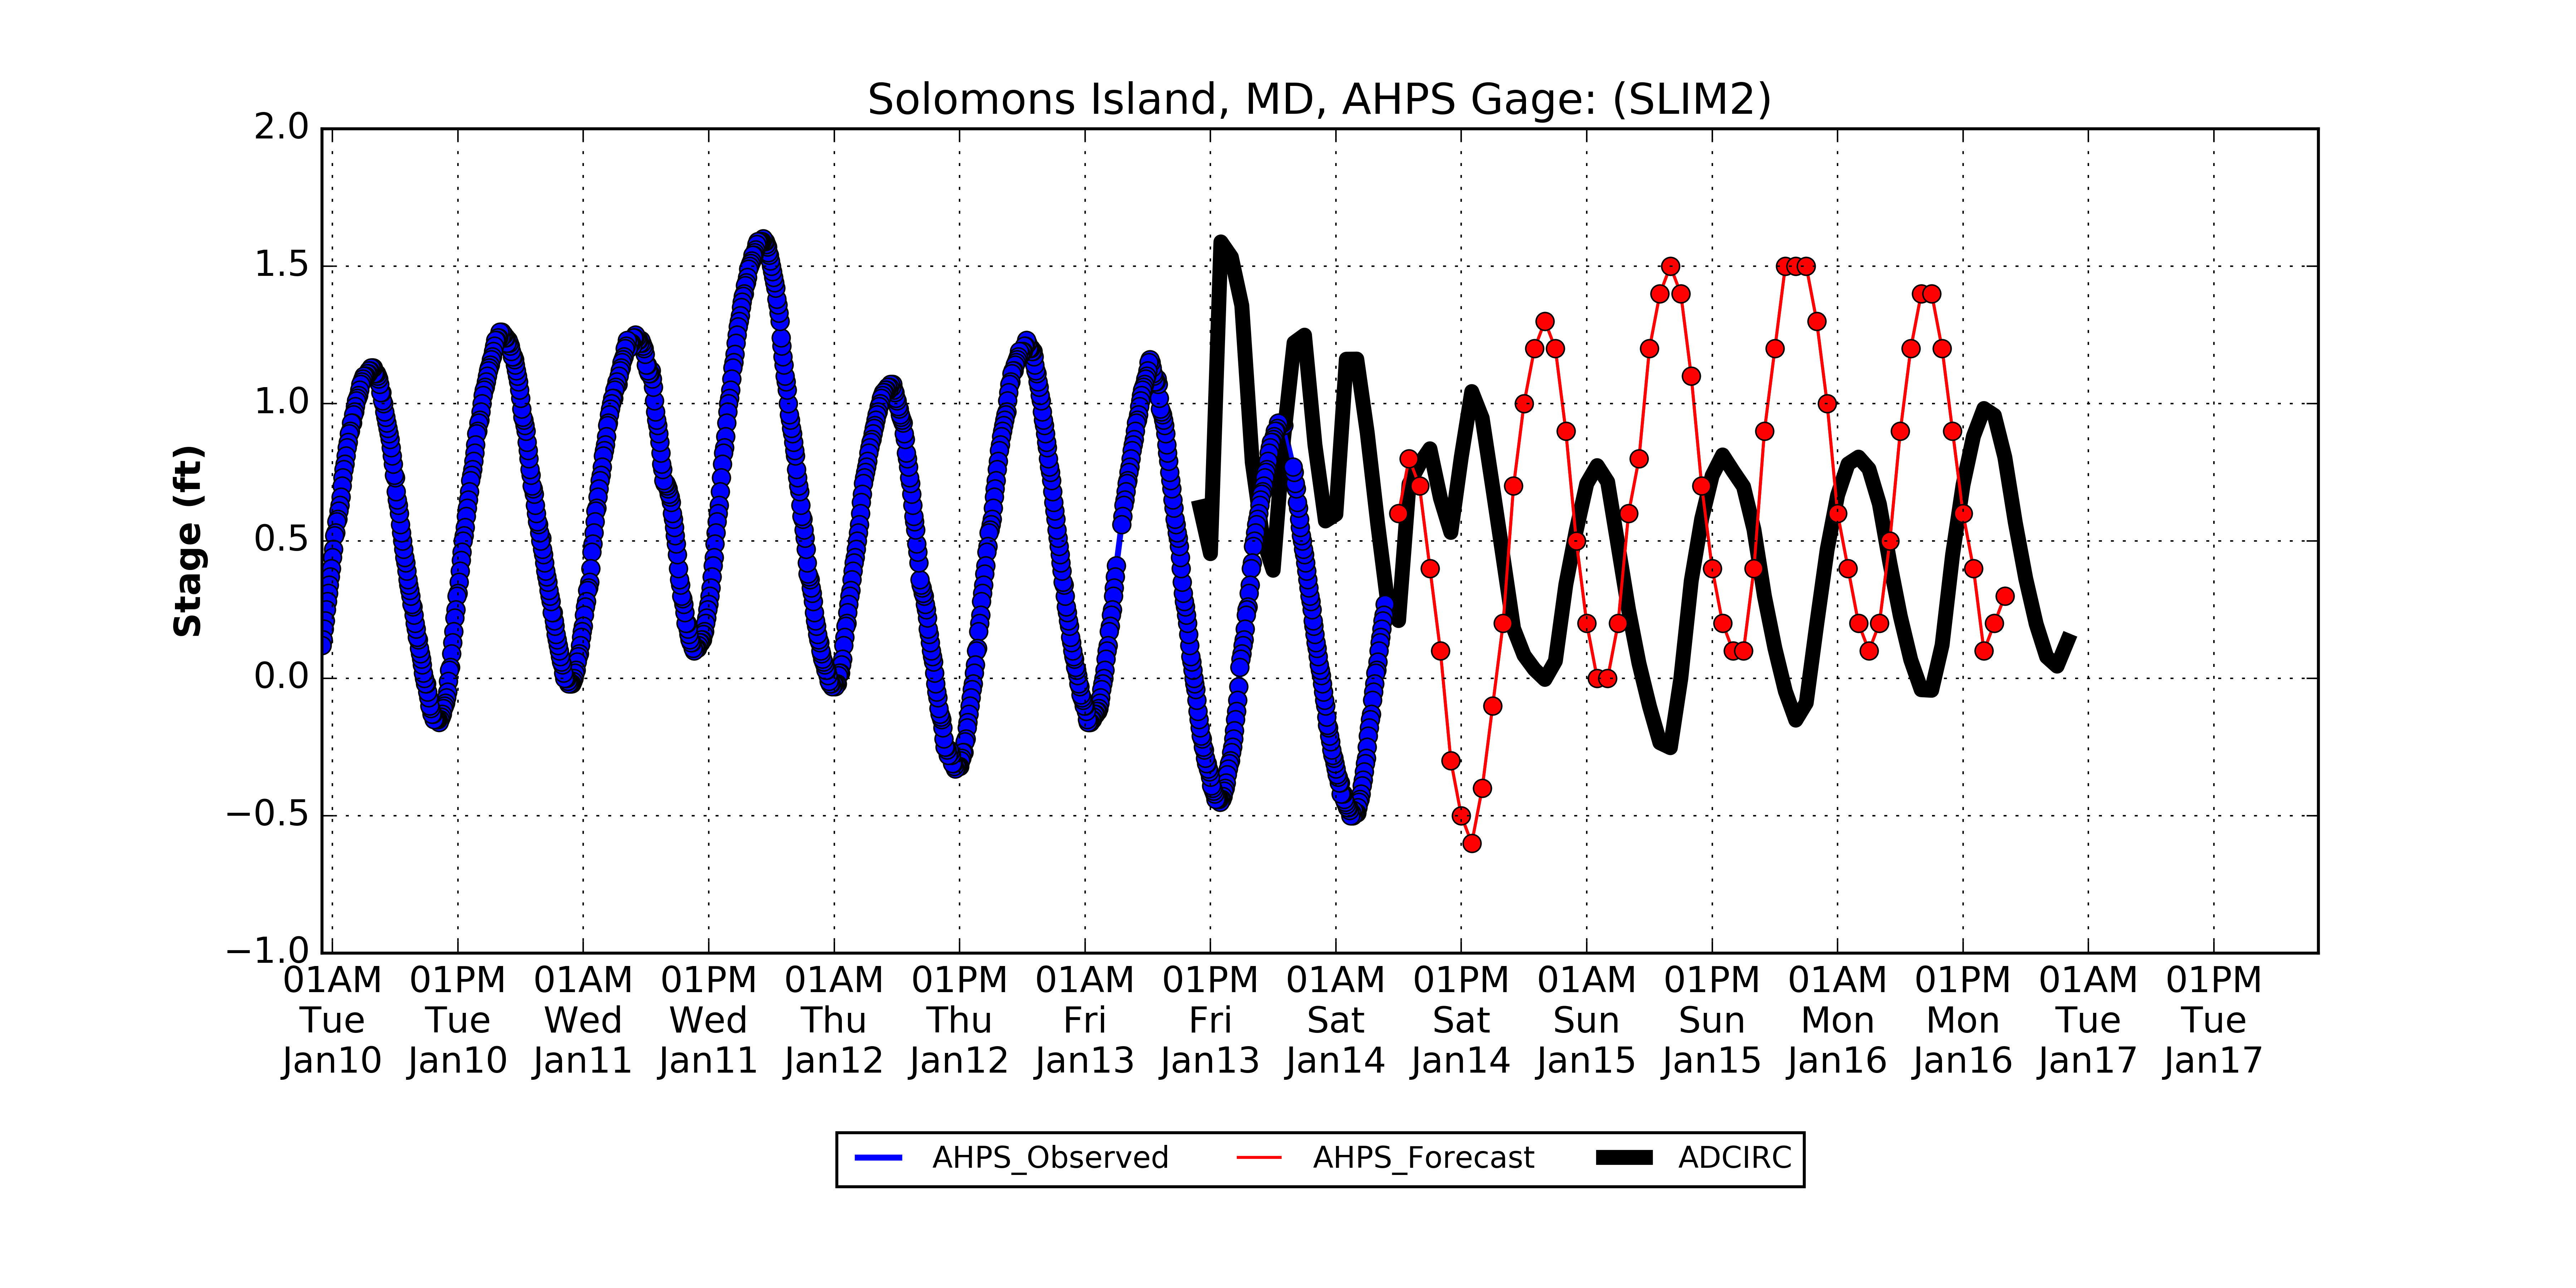 Solomons Island, MD, AHPS Gage: (SLIM2)
Stage (ft)
2.0
1.5
1.0
0.5
0.0
−0.5
−1.0
01AM 01PM 01AM 01PM 01AM 01PM 01AM 01PM 01AM 01PM 01AM 01PM 01AM 01PM 01AM 01PM
Tue Tue Wed Wed Thu Thu Fri Fri Sat Sat Sun Sun Mon Mon Tue Tue
Jan10 Jan10 Jan11 Jan11 Jan12 Jan12 Jan13 Jan13 Jan14 Jan14 Jan15 Jan15 Jan16 Jan16 Jan17 Jan17
AHPS_Observed AHPS_Forecast ADCIRC